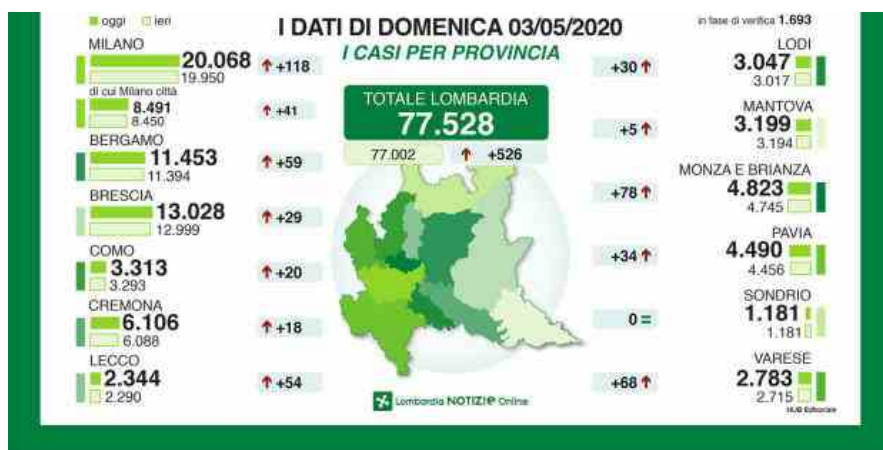 oggi ieri
I DATI DI DOMENICA 03/05/2020
in fase di verifica 1.693
I CASI PER PROVINCIA
MILANO
20.068
19.950
+118
di cui Milano città
8.491
8.450
+41
BERGAMO
11.453
11.394
+59
BRESCIA
13.028
12.999
+29
COMO
3.313
3.293
+20
CREMONA
6.106
6.088
+18
LECCO
2.344
2.290
+54
TOTALE LOMBARDIA
77.528
77.002 +526
LODI
+30
3.047
3.017
MANTOVA
+5
3.199
3.194
MONZA E BRIANZA
+78
4.823
4.745
PAVIA
+34
4.490
4.456
SONDRIO
0 =
1.181
1.181
VARESE
+68
2.783
2.715
Lombardia NOTIZI@ Online
HUB Editoriale